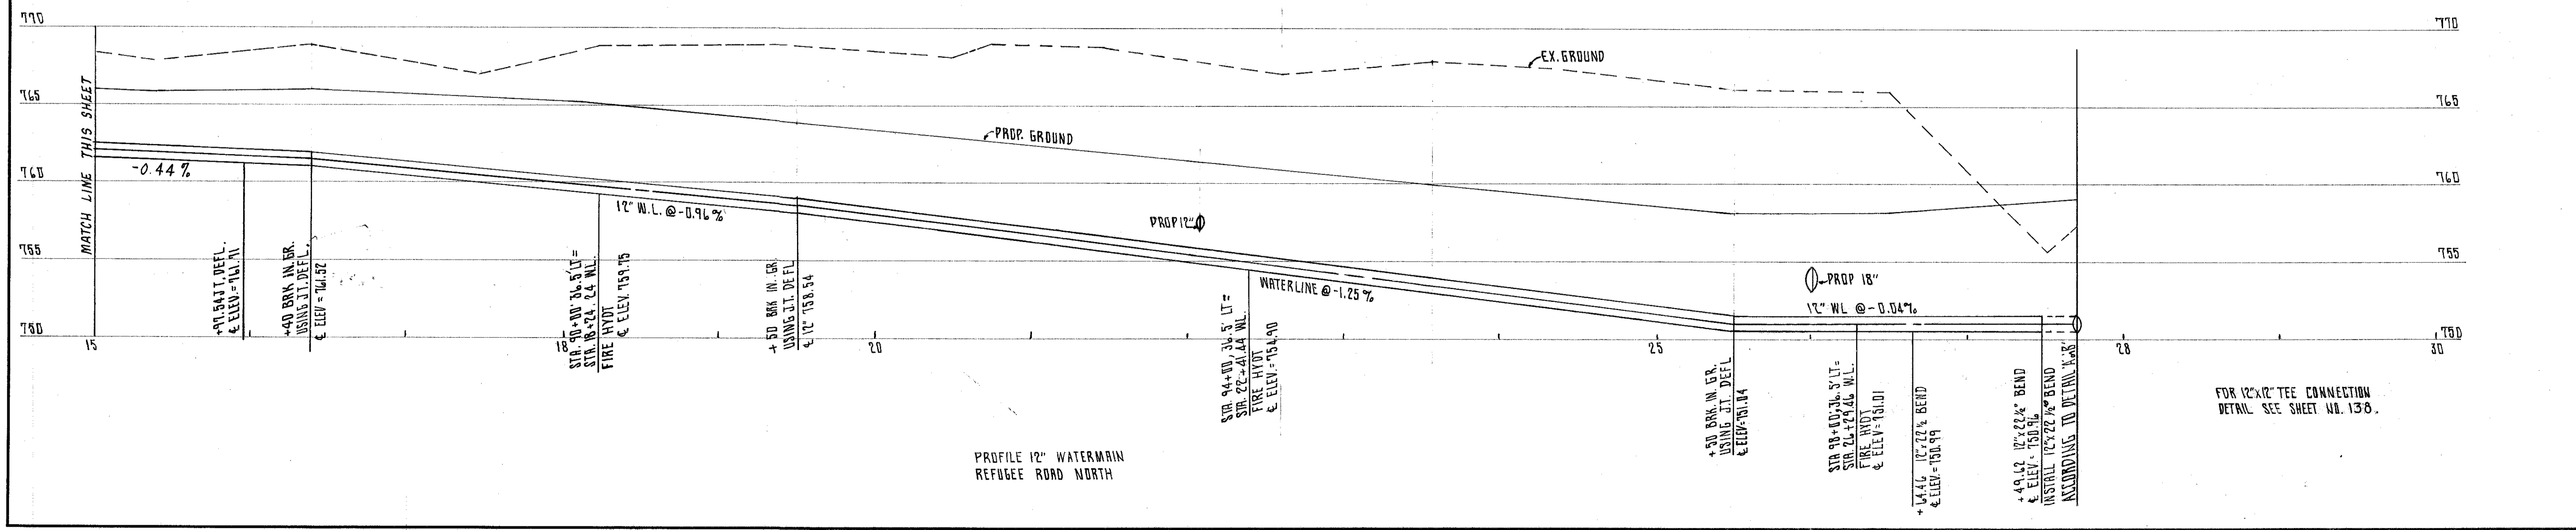 770
770
EX. GROUND
765
765
PROP. GROUND
MATCH LINE THIS SHEET
-0.44 %
760
760
12" W.L. @ -0.96 %
PROP 12"
755
755
+97.54 J.T. DEFL.
℄ ELEV. = 761.71
+40 BRK IN. GR.
USING J.T. DEFL.
℄ ELEV = 761.52
STA. 90+00 36.5' LT =
STA. 18+24.24 W.L.
FIRE HYDT
℄ ELEV. 759.75
+50 BRK IN. GR.
USING J.T. DEFL
℄ 12" 758.54
STA. 94+00, 36.5' LT =
STA. 22+41.44 WL.
FIRE HYDT
℄ ELEV. = 754.90
WATERLINE @ -1.25 %
PROP 18"
12" WL @ -0.04%
750
750
15
18
20
25
28
30
+50 BRK. IN. GR.
USING J.T. DEFL
℄ ELEV = 751.04
STA 98+00; 36.5' LT =
STA. 26+29.46 W.L.
FIRE HYDT
℄ ELEV = 751.01
+64.46 12"x22 ½ BEND
℄ ELEV. = 750.99
+49.62 12"x22 ½° BEND
℄ ELEV. = 750.96
INSTALL 12"x22 ½° BEND
ACCORDING TO DETAIL 'A'&'B'
FOR 12"x12" TEE CONNECTION
DETAIL SEE SHEET NO. 138.
PROFILE 12" WATERMAIN
REFUGEE ROAD NORTH